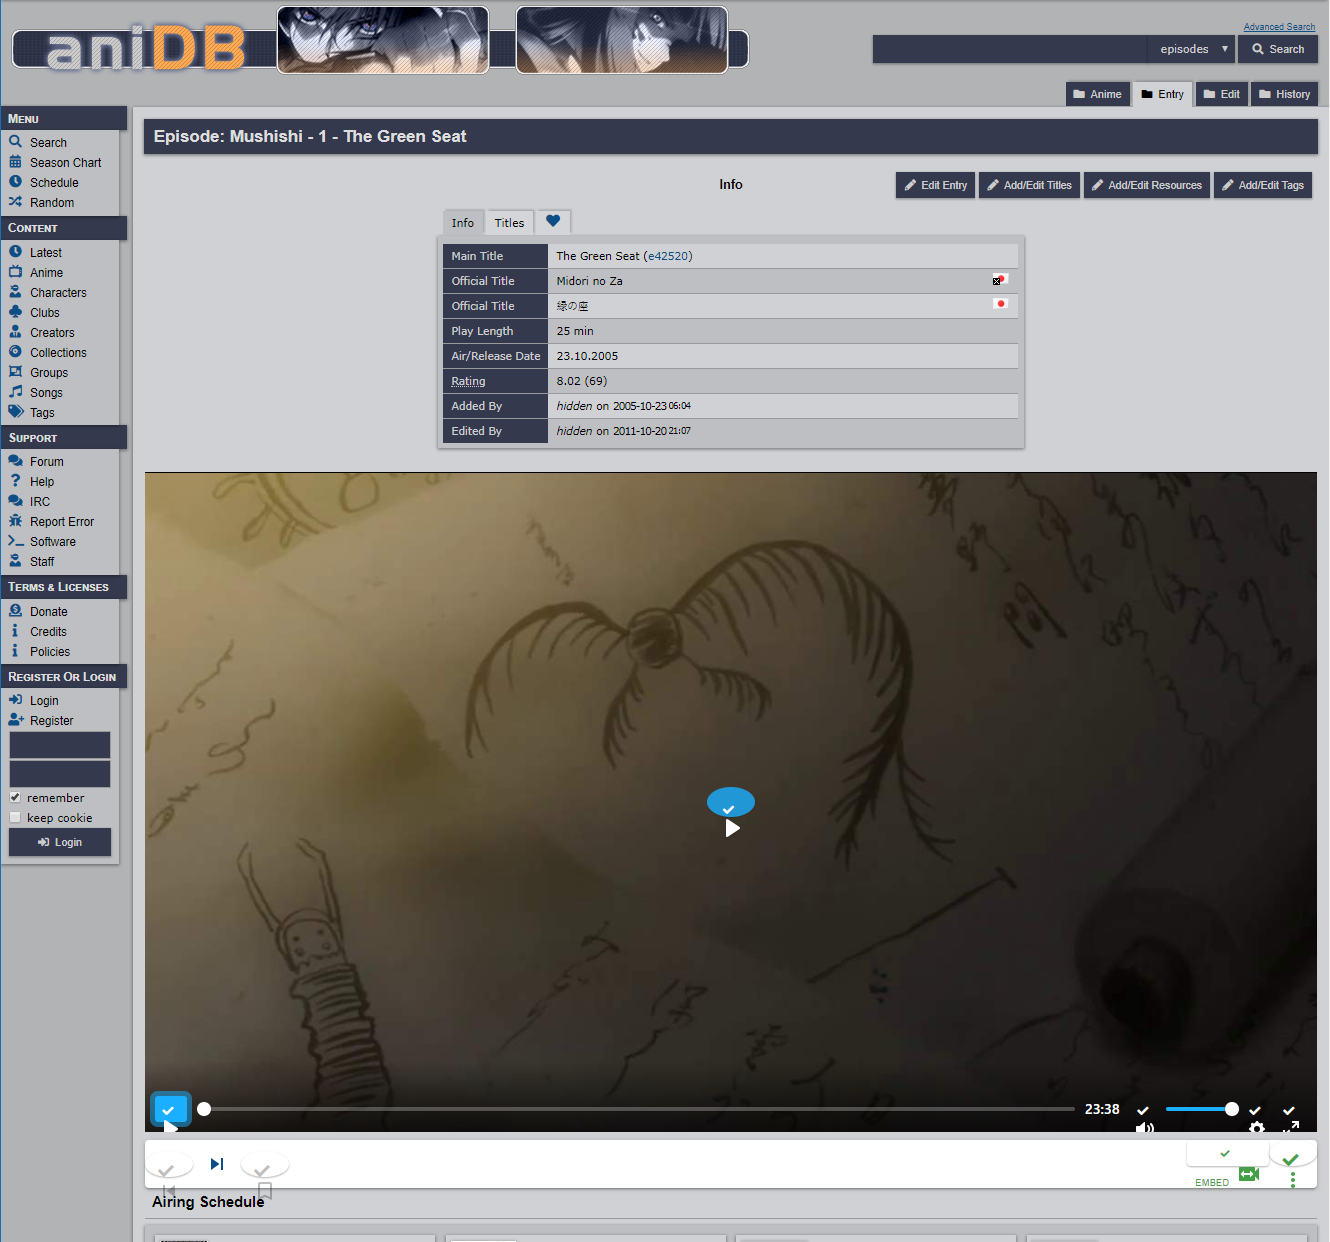 aniDB
Advanced Search
episodes
Search
Anime
Entry
Edit
History
MENU
Search
Season Chart
Schedule
Random
CONTENT
Latest
Anime
Characters
Clubs
Creators
Collections
Groups
Songs
Tags
SUPPORT
Forum
Help
IRC
Report Error
Software
Staff
TERMS & LICENSES
Donate
Credits
Policies
REGISTER OR LOGIN
Login
Register
remember
keep cookie
Login
Episode: Mushishi - 1 - The Green Seat
Info
Edit Entry
Add/Edit Titles
Add/Edit Resources
Add/Edit Tags
Info Titles
Main Title The Green Seat (e42520)
Official Title Midori no Za
Official Title 緑の座
Play Length 25 min
Air/Release Date 23.10.2005
Rating 8.02 (69)
Added By hidden on 2005-10-23 06:04
Edited By hidden on 2011-10-20 21:07
23:38
EMBED
Airing Schedule